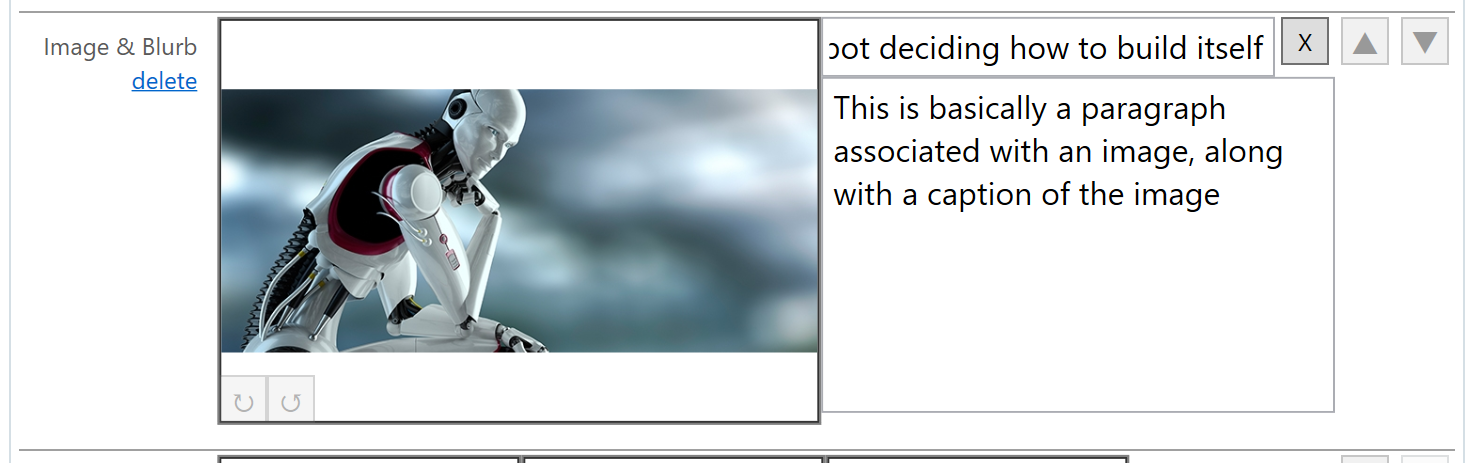 Image & Blurb
delete
deciding how to build itself
X
This is basically a paragraph
associated with an image, along
with a caption of the image